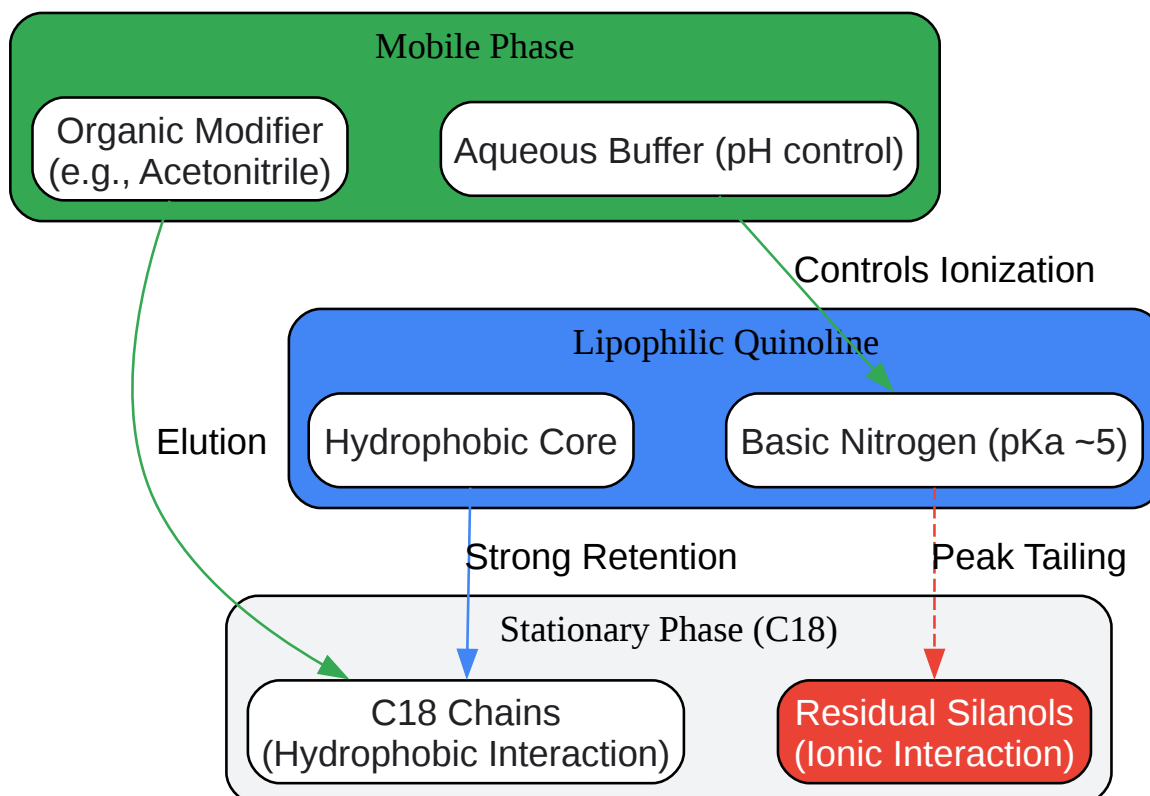 Mobile Phase
Organic Modifier
(e.g., Acetonitrile)
Aqueous Buffer (pH control)
Controls Ionization
Lipophilic Quinoline
Hydrophobic Core
Basic Nitrogen (pKa ~5)
Elution
Strong Retention
Peak Tailing
Stationary Phase (C18)
C18 Chains
(Hydrophobic Interaction)
Residual Silanols
(Ionic Interaction)